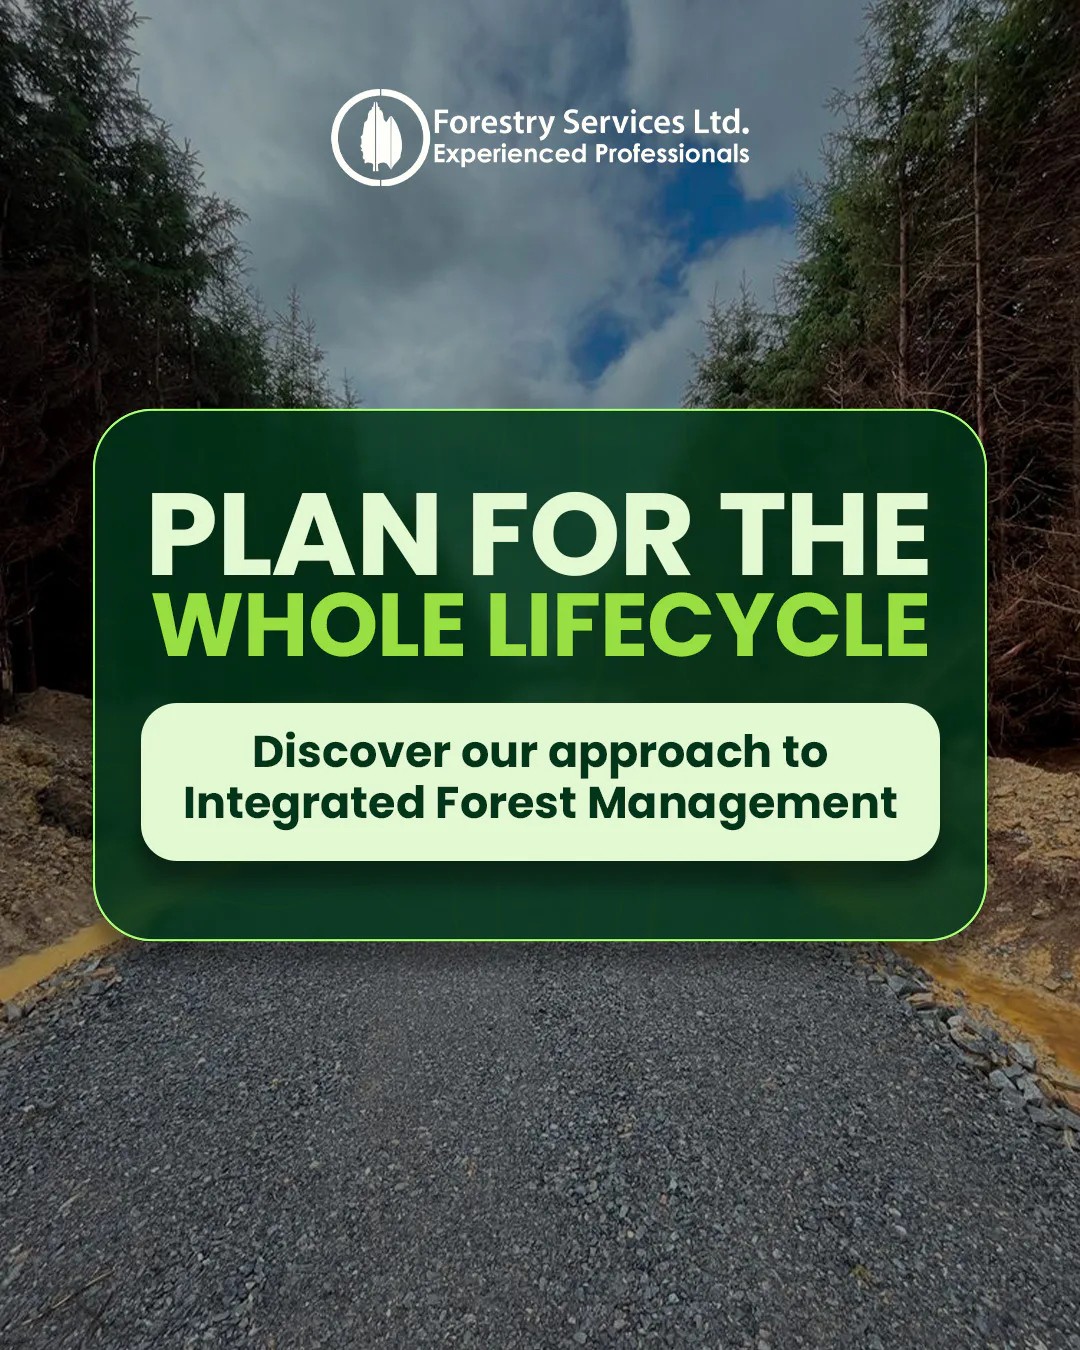 Forestry Services Ltd.
Experienced Professionals
PLAN FOR THE
WHOLE LIFECYCLE
Discover our approach to
Integrated Forest Management